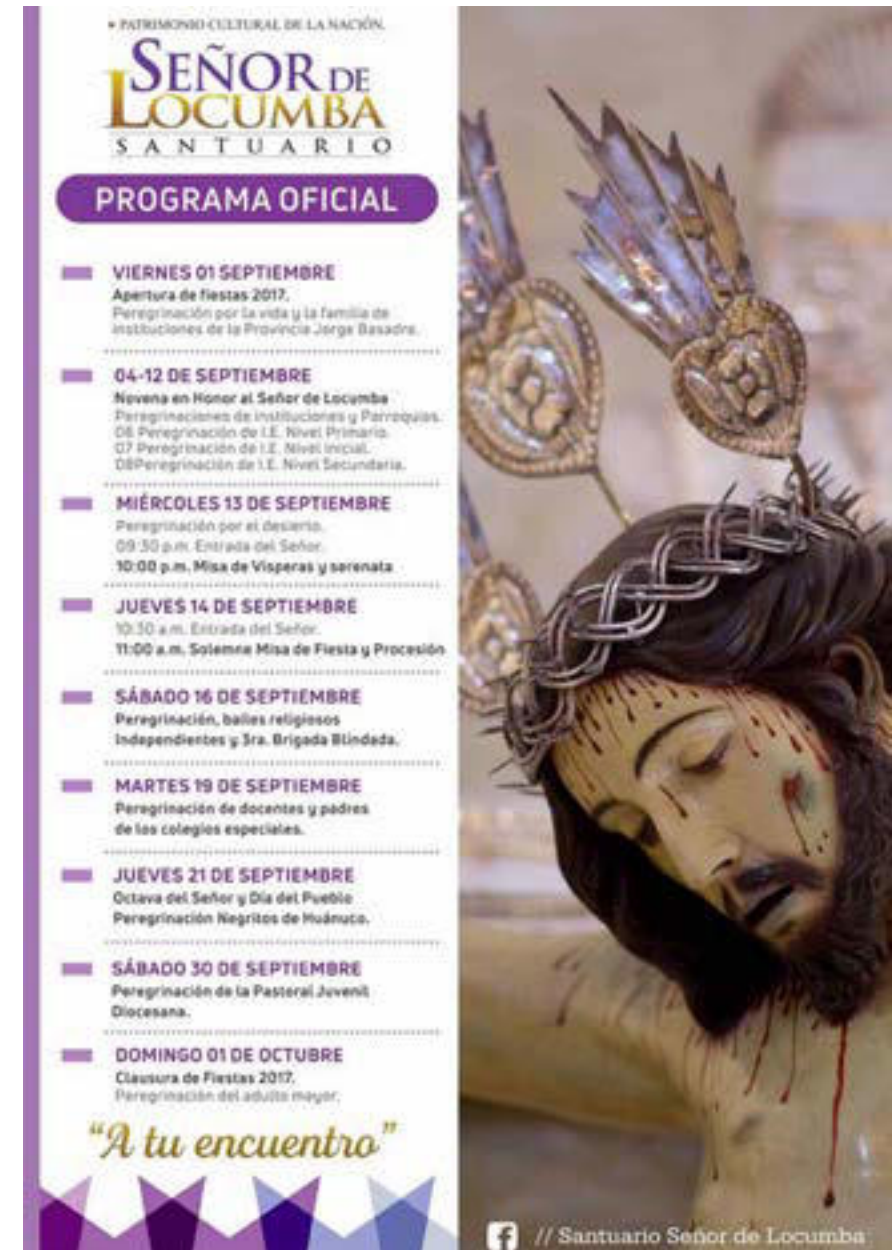 PATRIMONIO CULTURAL DE LA NACIÓN.
SEÑOR DE
LOCUMBA
SANTUARIO
PROGRAMA OFICIAL
VIERNES 01 SEPTIEMBRE
Apertura de fiestas 2017.
Peregrinación por la vida y la familia de
instituciones de la Provincia Jorge Basadre.
04-12 DE SEPTIEMBRE
Novena en Honor al Señor de Locumba
Peregrinaciones de instituciones y Parroquias.
06 Peregrinación de I.E. Nivel Primario.
07 Peregrinación de I.E. Nivel Inicial.
08Peregrinación de I.E. Nivel Secundaria.
MIÉRCOLES 13 DE SEPTIEMBRE
Peregrinación por el desierto.
09:30 p.m. Entrada del Señor.
10:00 p.m. Misa de Visperas y serenata
JUEVES 14 DE SEPTIEMBRE
10:30 a.m. Entrada del Señor.
11:00 a.m. Solemne Misa de Fiesta y Procesión
SÁBADO 16 DE SEPTIEMBRE
Peregrinación, bailes religiosos
Independientes y 3ra. Brigada Blindada.
MARTES 19 DE SEPTIEMBRE
Peregrinación de docentes y padres
de los colegios especiales.
JUEVES 21 DE SEPTIEMBRE
Octava del Señor y Día del Pueblo
Peregrinación Negritos de Huánuco.
SÁBADO 30 DE SEPTIEMBRE
Peregrinación de la Pastoral Juvenil
Diocesana.
DOMINGO 01 DE OCTUBRE
Clausura de Fiestas 2017.
Peregrinación del adulto mayor.
"A tu encuentro"
f // Santuario Señor de Locumba